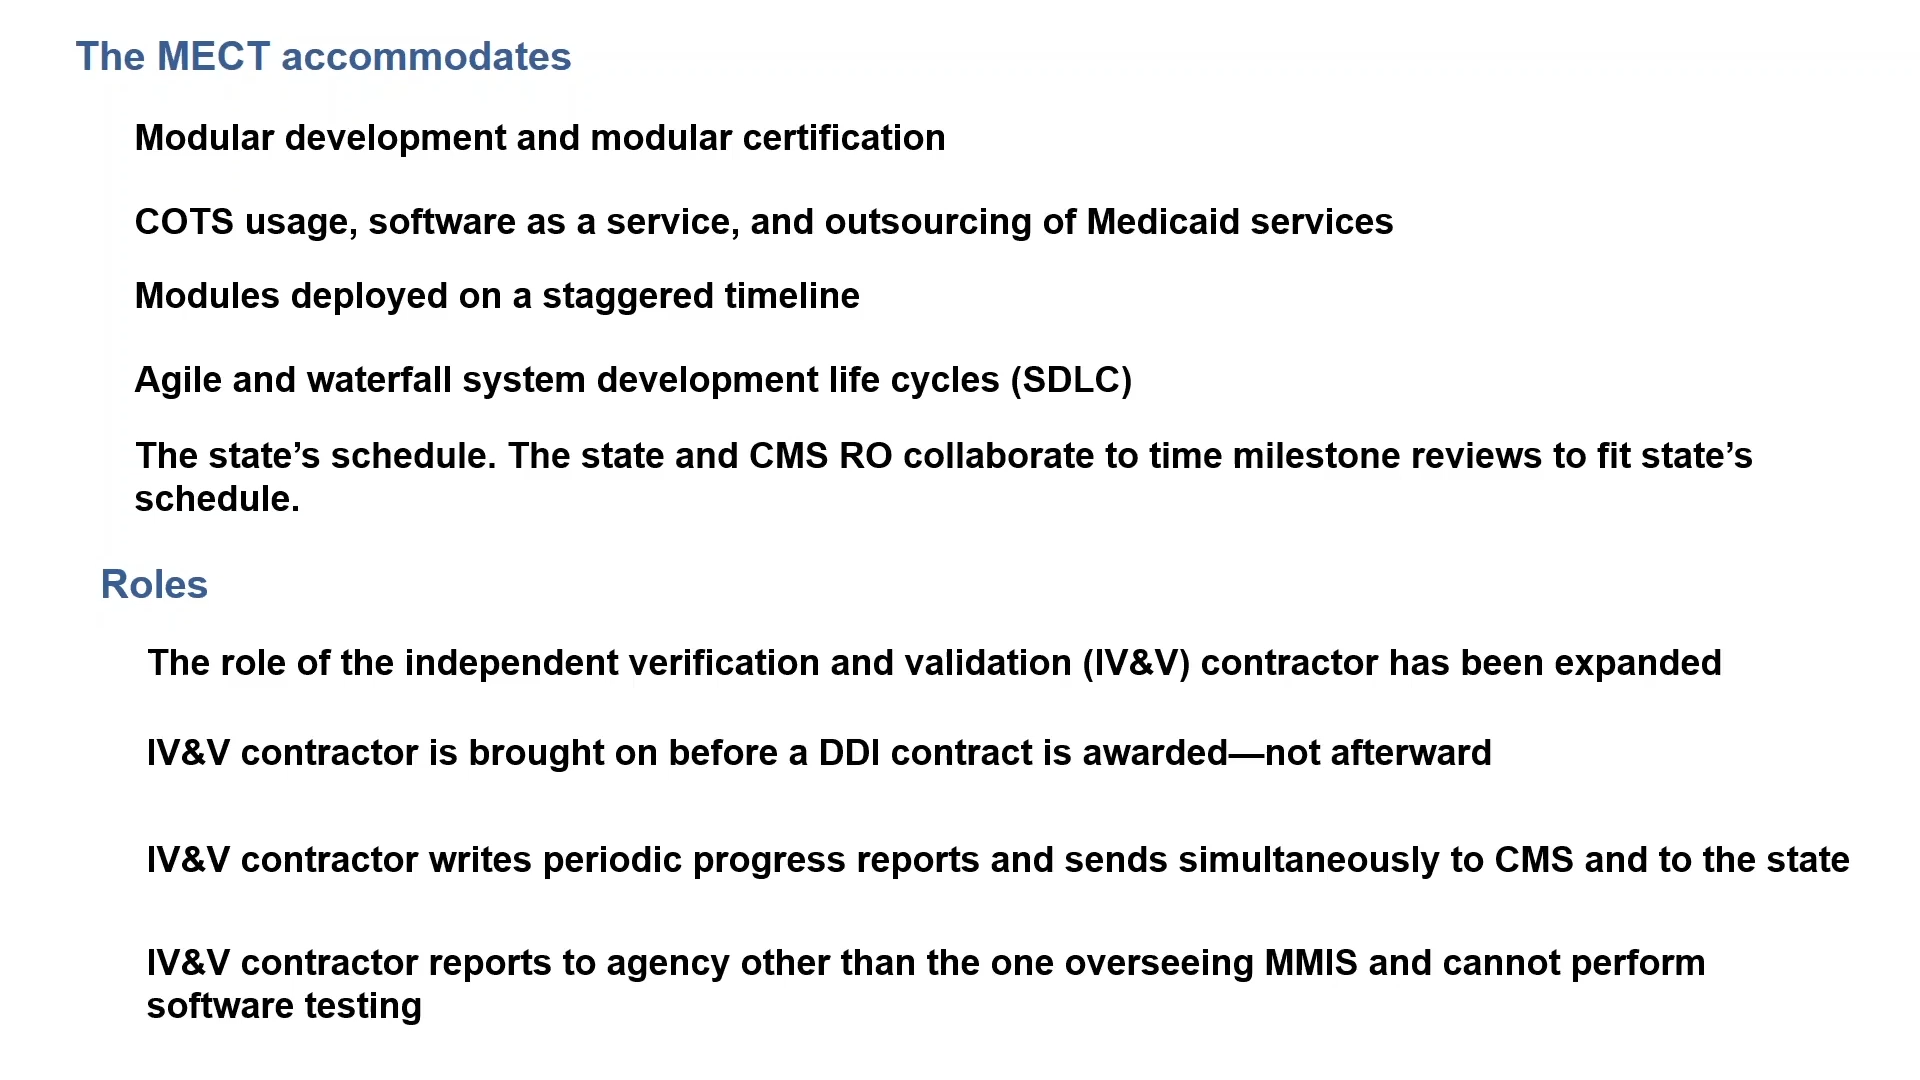 The MECT accommodates
Modular development and modular certification
COTS usage, software as a service, and outsourcing of Medicaid services
Modules deployed on a staggered timeline
Agile and waterfall system development life cycles (SDLC)
The state’s schedule. The state and CMS RO collaborate to time milestone reviews to fit state’s
schedule.
Roles
The role of the independent verification and validation (IV&V) contractor has been expanded
IV&V contractor is brought on before a DDI contract is awarded—not afterward
IV&V contractor writes periodic progress reports and sends simultaneously to CMS and to the state
IV&V contractor reports to agency other than the one overseeing MMIS and cannot perform
software testing